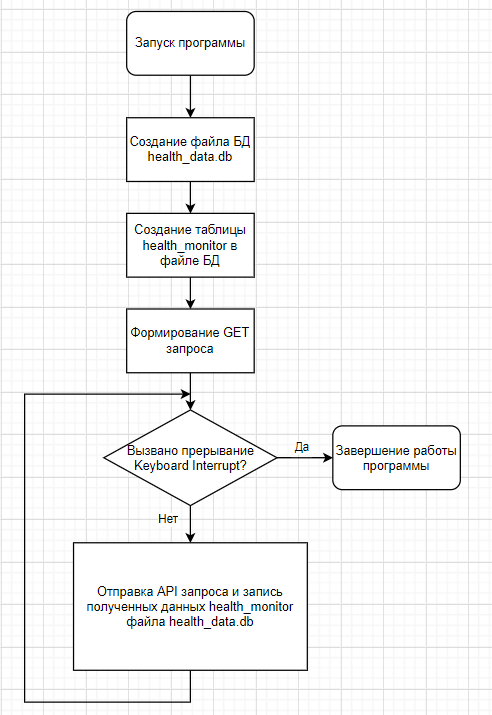 Запуск программы
Создание файла БД
health_data.db
Создание таблицы
health_monitor в
файле БД
Формирование GET
запроса
Вызвано прерывание
Keyboard Interrupt?
Да
Завершение работы
программы
Нет
Отправка API запроса и запись
полученных данных health_monitor
файла health_data.db